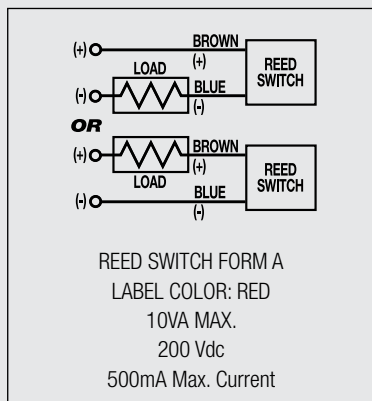 (+) BROWN
(+)
LOAD
REED
SWITCH
(-) BLUE
(-)
OR
(+) BROWN
(+)
LOAD
REED
SWITCH
(-) BLUE
(-)
REED SWITCH FORM A
LABEL COLOR: RED
10VA MAX.
200 Vdc
500mA Max. Current